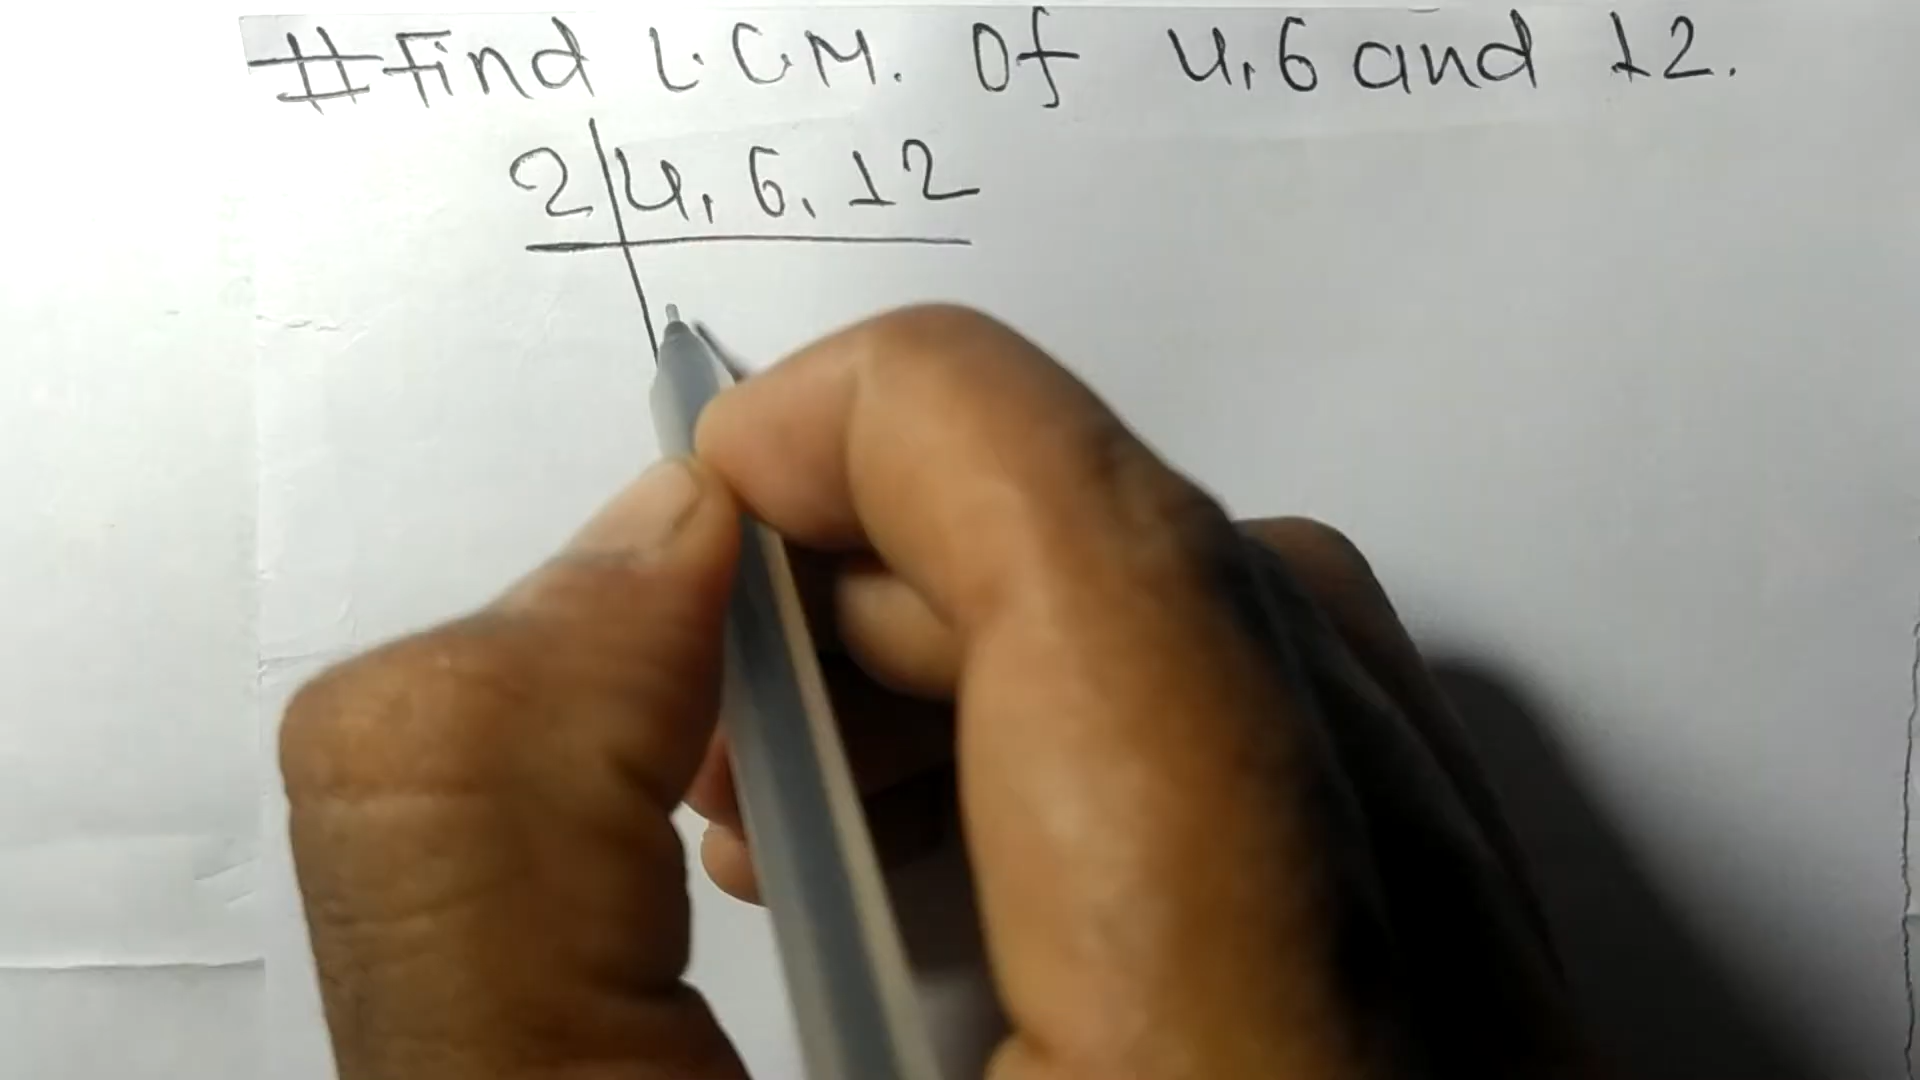 # Find L.C.M. Of 4, 6 and 12.
2 | 4, 6, 12